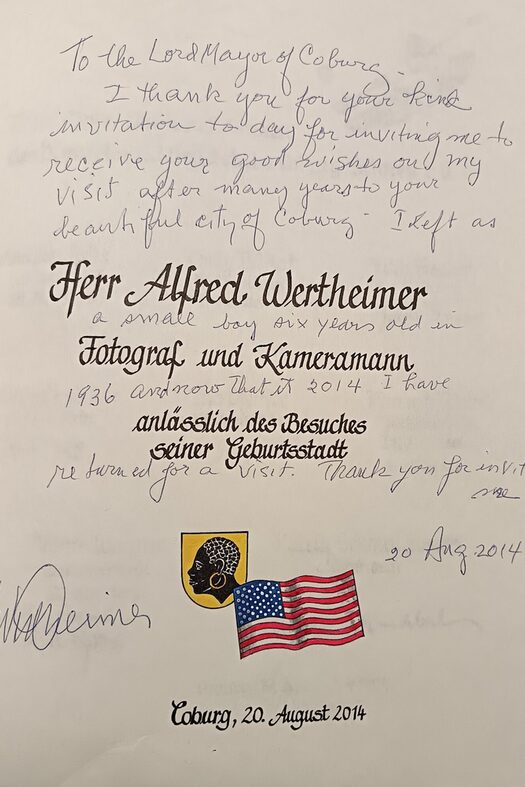 To the Lord Mayor of Coburg.
I thank you for your kind
invitation to day for inviting me to
receive your good wishes on my
visit after many years to your
beautiful city of Coburg - I left as
Herr Alfred Wertheimer
a small boy six years old in
Fotograf und Kameramann
1936 and now that it 2014 I have
anlässlich des Besuches
seiner Geburtsstadt
returned for a visit. Thank you for invit
me
20 Aug 2014
Wertheimer
Coburg, 20. August 2014